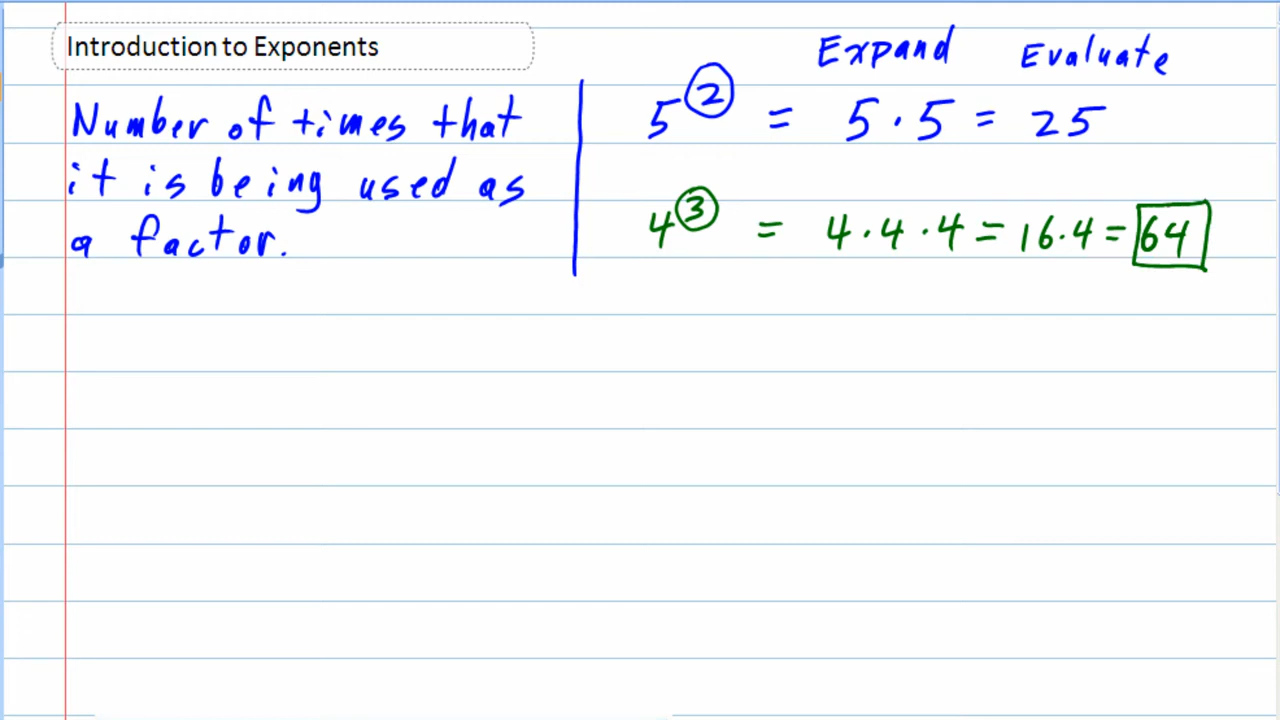 Introduction to Exponents
Number of times that
it is being used as
a factor.
Expand Evaluate
5² = 5 · 5 = 25
4³ = 4 · 4 · 4 = 16 · 4 = 64